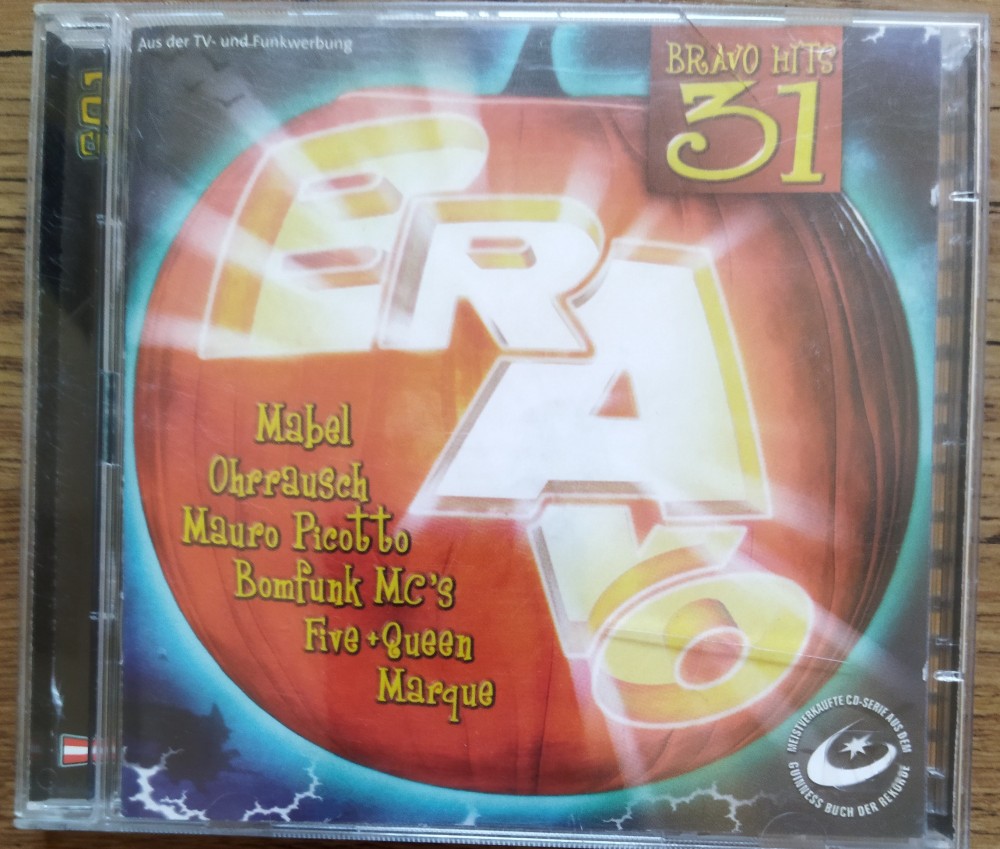 Aus der TV- und Funkwerbung
BRAVO HITS
31
BRAVO
Mabel
Ohrrausch
Mauro Picotto
Bomfunk MC's
Five + Queen
Marque
MEISTVERKAUFTE CD-SERIE AUS DEM
GUINNESS BUCH DER REKORDE